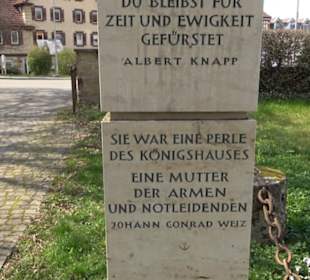 DU BLEIBST FÜR
ZEIT UND EWIGKEIT
GEFÜRSTET
ALBERT KNAPP
SIE WAR EINE PERLE
DES KÖNIGSHAUSES
EINE MUTTER
DER ARMEN
UND NOTLEIDENDEN
JOHANN CONRAD WEIZ